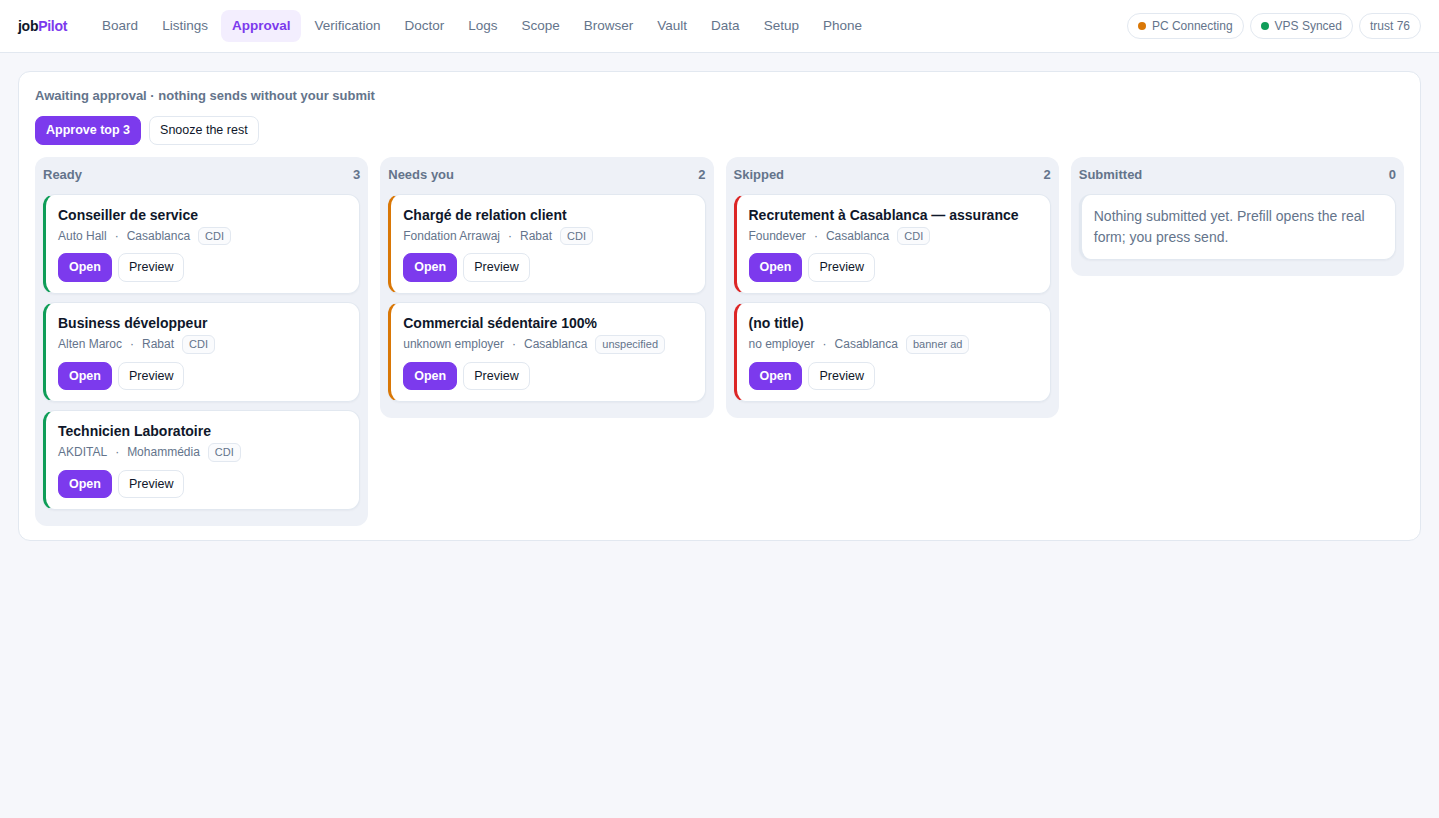 jobPilot Board Listings Approval Verification Doctor Logs Scope Browser Vault Data Setup Phone PC Connecting VPS Synced trust 76
Awaiting approval · nothing sends without your submit
Approve top 3 Snooze the rest
Ready 3
Conseiller de service
Auto Hall · Casablanca CDI
Open Preview
Business développeur
Alten Maroc · Rabat CDI
Open Preview
Technicien Laboratoire
AKDITAL · Mohammédia CDI
Open Preview
Needs you 2
Chargé de relation client
Fondation Arrawaj · Rabat CDI
Open Preview
Commercial sédentaire 100%
unknown employer · Casablanca unspecified
Open Preview
Skipped 2
Recrutement à Casablanca — assurance
Foundever · Casablanca CDI
Open Preview
(no title)
no employer · Casablanca banner ad
Open Preview
Submitted 0
Nothing submitted yet. Prefill opens the real
form; you press send.